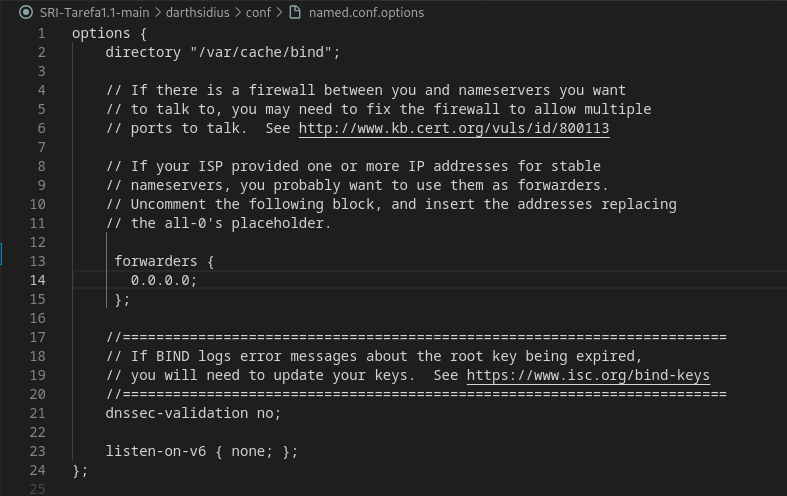 SRI-Tarefa1.1-main > darthsidius > conf > named.conf.options
1 options {
2 directory "/var/cache/bind";
3
4 // If there is a firewall between you and nameservers you want
5 // to talk to, you may need to fix the firewall to allow multiple
6 // ports to talk.  See http://www.kb.cert.org/vuls/id/800113
7
8 // If your ISP provided one or more IP addresses for stable
9 // nameservers, you probably want to use them as forwarders.
10 // Uncomment the following block, and insert the addresses replacing
11 // the all-0's placeholder.
12
13 forwarders {
14 0.0.0.0;
15 };
16
17 //========================================================================
18 // If BIND logs error messages about the root key being expired,
19 // you will need to update your keys.  See https://www.isc.org/bind-keys
20 //========================================================================
21 dnssec-validation no;
22
23 listen-on-v6 { none; };
24 };
25